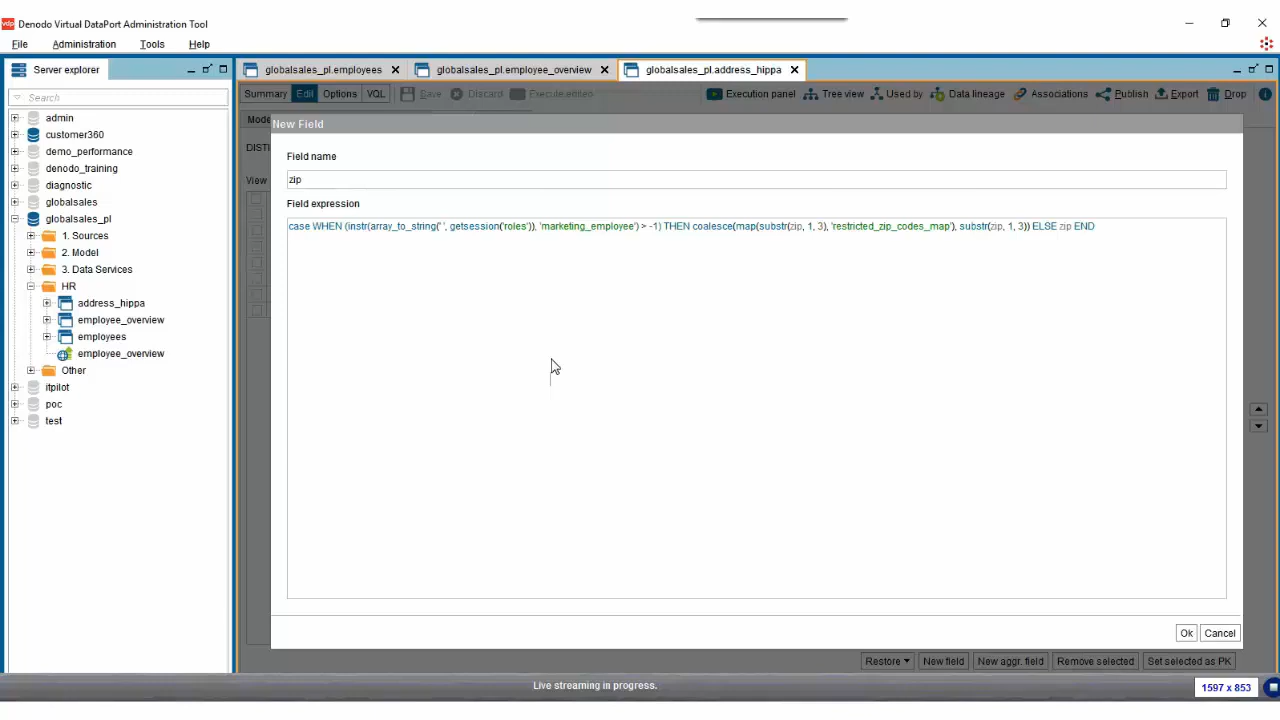 vdp Denodo Virtual DataPort Administration Tool
File Administration Tools Help
Server explorer
globalsales_pl.employees
globalsales_pl.employee_overview
globalsales_pl.address_hippa
Search
Summary Edit Options VQL Save Discard Execute edited Execution panel Tree view Used by Data lineage Associations Publish Export Drop
admin
customer360
demo_performance
denodo_training
diagnostic
globalsales
globalsales_pl
1. Sources
2. Model
3. Data Services
HR
address_hippa
employee_overview
employees
employee_overview
Other
itpilot
poc
test
Mode
DISTI
View
New Field
Field name
zip
Field expression
case WHEN (instr(array_to_string(' ', getsession('roles')), 'marketing_employee') > -1) THEN coalesce(map(substr(zip, 1, 3), 'restricted_zip_codes_map'), substr(zip, 1, 3)) ELSE zip END
Ok Cancel
Restore New field New aggr. field Remove selected Set selected as PK
Live streaming in progress.
1597 x 853